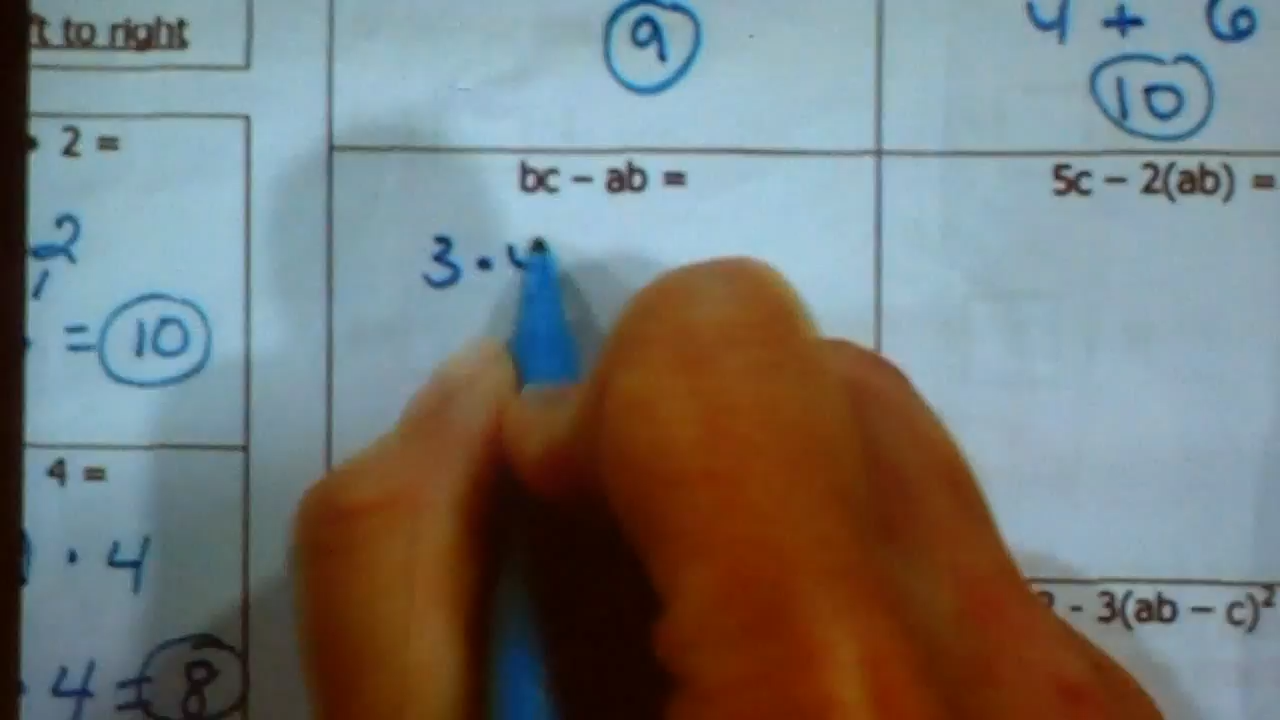 t to right
2 =
2
= 10
4 =
· 4
4 = 8
9
bc – ab =
3 · 4
4 + 6
10
5c – 2(ab) =
- 3(ab – c)²